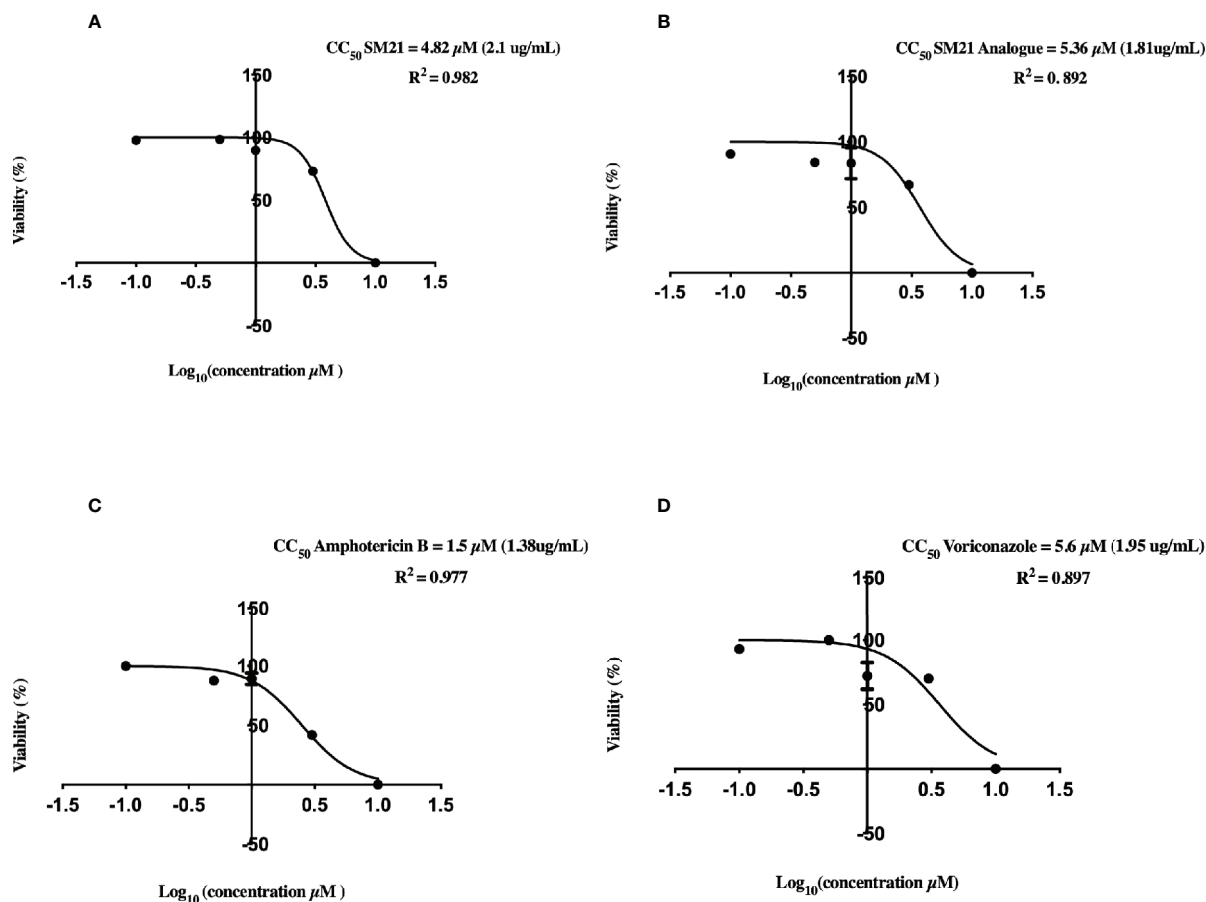 A
CC50 SM21 = 4.82 µM (2.1 ug/mL)
R2 = 0.982
150
100
50
-50
-1.5 -1.0 -0.5 0.5 1.0 1.5
Viability (%)
Log10(concentration µM )
B
CC50 SM21 Analogue = 5.36 µM (1.81ug/mL)
R2 = 0. 892
150
100
50
-50
-1.5 -1.0 -0.5 0.5 1.0 1.5
Viability (%)
Log10(concentration µM )
C
CC50 Amphotericin B = 1.5 µM (1.38ug/mL)
R2 = 0.977
150
100
50
-50
-1.5 -1.0 -0.5 0.5 1.0 1.5
Viability (%)
Log10 (concentration µM )
D
CC50 Voriconazole = 5.6 µM (1.95 ug/mL)
R2 = 0.897
150
100
50
-50
-1.5 -1.0 -0.5 0.5 1.0 1.5
Viability (%)
Log10(concentration µM)